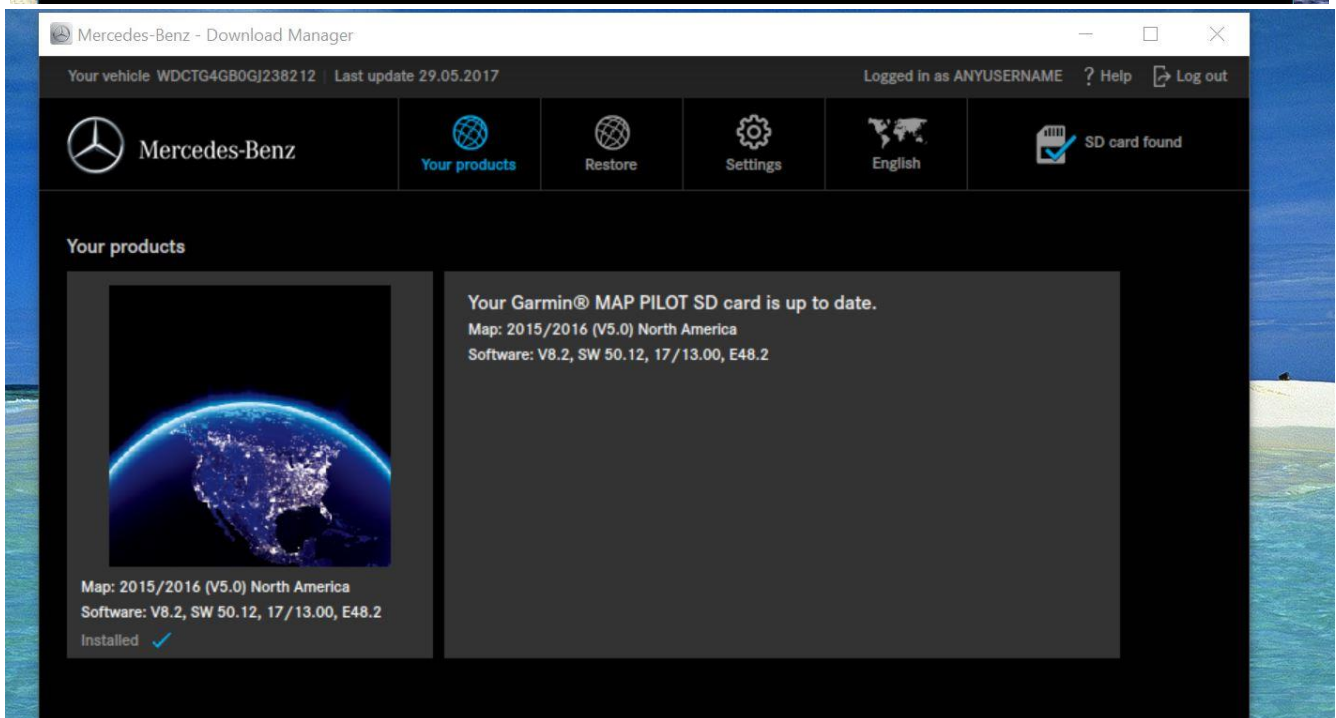 Mercedes-Benz - Download Manager
Your vehicle WDCTG4GB0GJ238212 | Last update 29.05.2017 Logged in as ANYUSERNAME ? Help Log out
Mercedes-Benz Your products Restore Settings English SD card found
Your products
Your Garmin® MAP PILOT SD card is up to date.
Map: 2015/2016 (V5.0) North America
Software: V8.2, SW 50.12, 17/13.00, E48.2
Map: 2015/2016 (V5.0) North America
Software: V8.2, SW 50.12, 17/13.00, E48.2
Installed